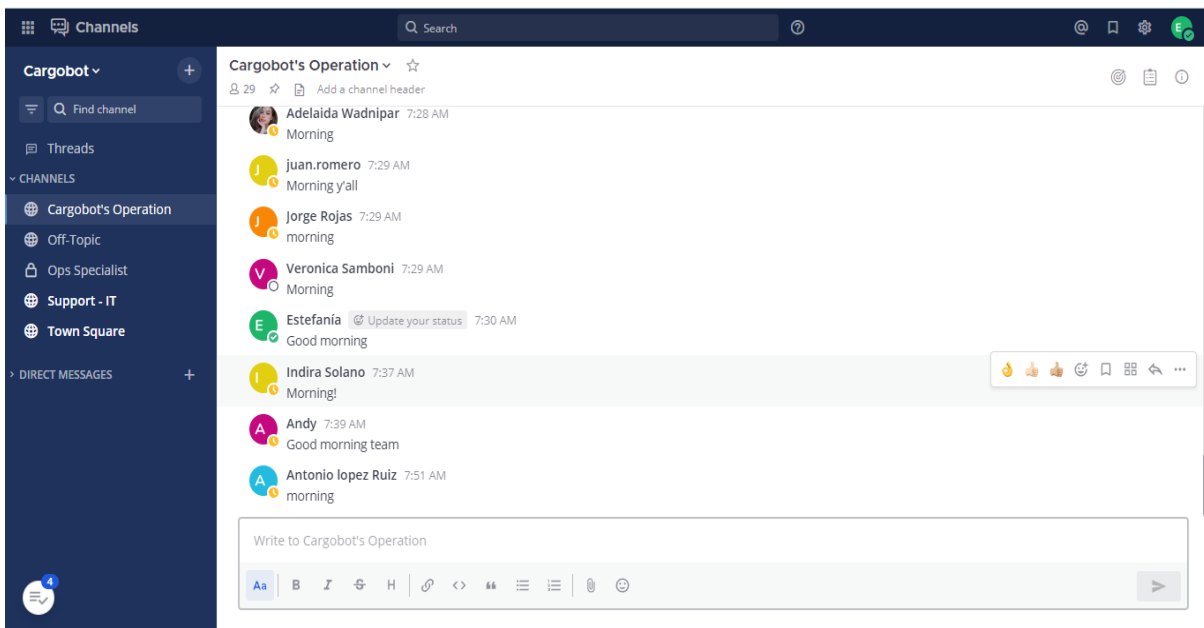 Channels
Search
E
Cargobot
Find channel
Threads
CHANNELS
Cargobot's Operation
Off-Topic
Ops Specialist
Support - IT
Town Square
DIRECT MESSAGES
4
Cargobot's Operation
29 Add a channel header
Adelaida Wadnipar 7:28 AM
Morning
J juan.romero 7:29 AM
Morning y'all
J Jorge Rojas 7:29 AM
morning
V Veronica Samboni 7:29 AM
Morning
E Estefanía Update your status 7:30 AM
Good morning
I Indira Solano 7:37 AM
Morning!
A Andy 7:39 AM
Good morning team
A Antonio lopez Ruiz 7:51 AM
morning
Write to Cargobot's Operation
Aa B I S H